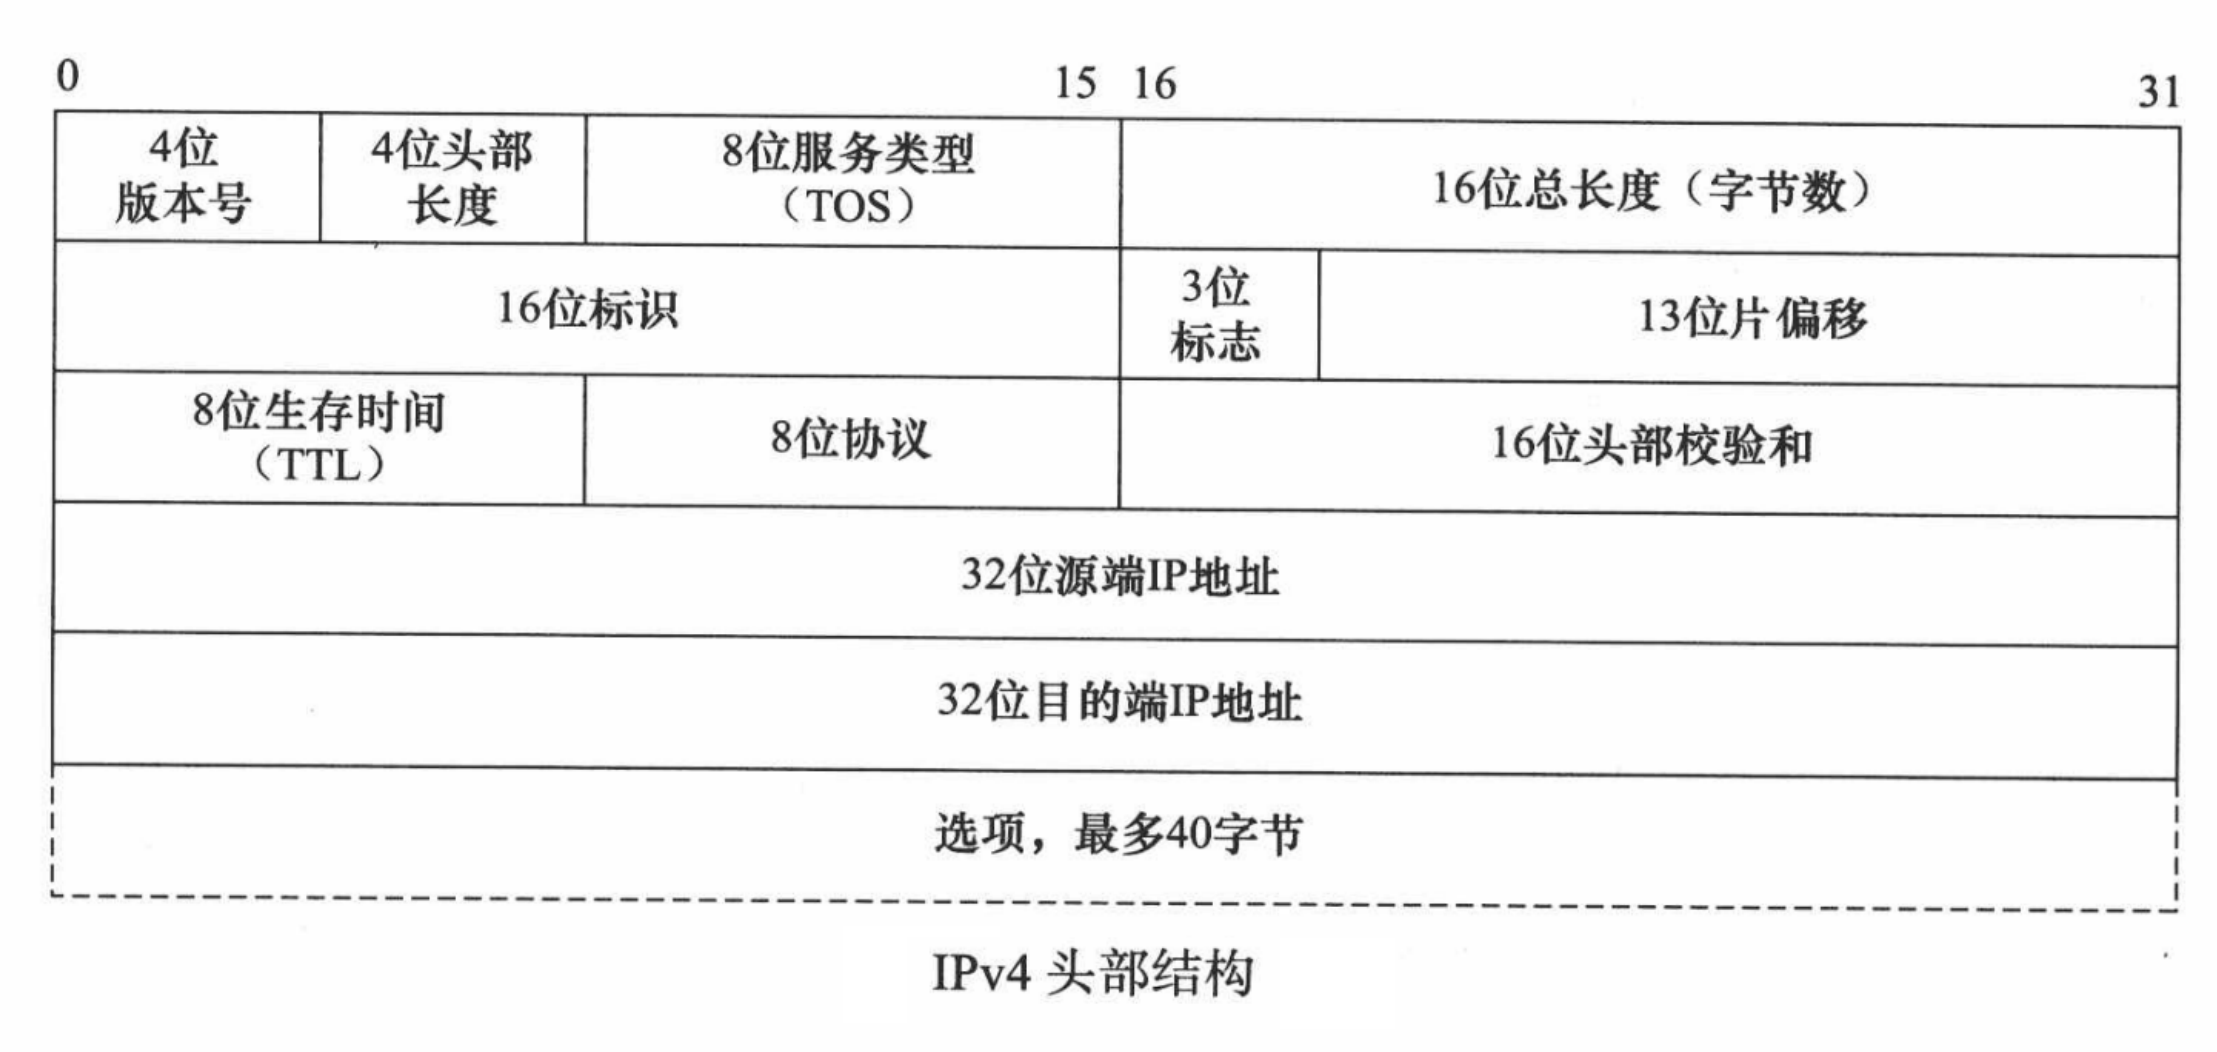 0 15 16 31
4位 4位头部 8位服务类型 16位总长度（字节数）
版本号 长度 （TOS）
16位标识 3位 13位片偏移
标志
8位生存时间 8位协议 16位头部校验和
（TTL）
32位源端IP地址
32位目的端IP地址
选项，最多40字节
IPv4 头部结构